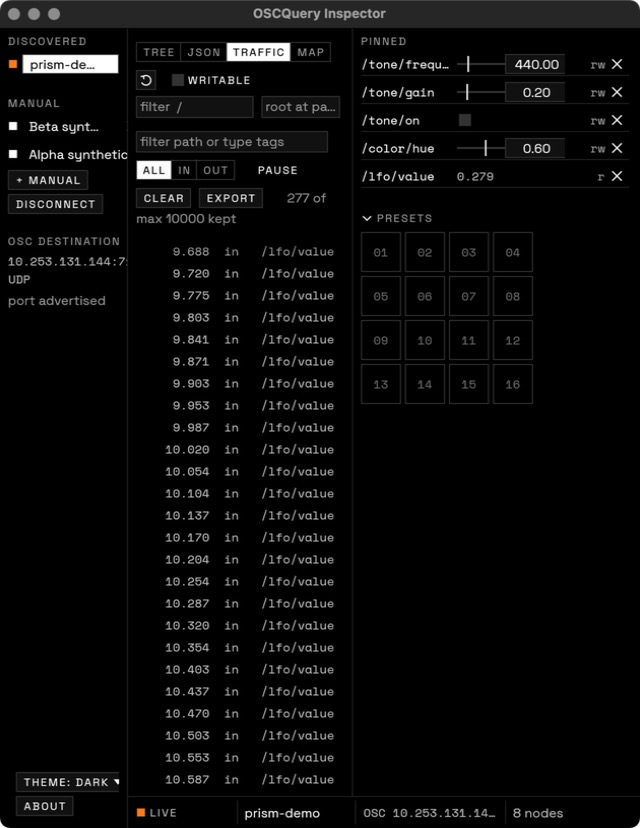 OSCQuery Inspector
DISCOVERED
prism-de…
MANUAL
Beta synt…
Alpha synthetic
+ MANUAL
DISCONNECT
OSC DESTINATION
10.253.131.144:7
UDP
port advertised
THEME: DARK
ABOUT
TREE JSON TRAFFIC MAP
WRITABLE
filter / root at pa…
filter path or type tags
ALL IN OUT PAUSE
CLEAR EXPORT 277 of
max 10000 kept
9.688 in /lfo/value
9.720 in /lfo/value
9.775 in /lfo/value
9.803 in /lfo/value
9.841 in /lfo/value
9.871 in /lfo/value
9.903 in /lfo/value
9.953 in /lfo/value
9.987 in /lfo/value
10.020 in /lfo/value
10.054 in /lfo/value
10.104 in /lfo/value
10.137 in /lfo/value
10.170 in /lfo/value
10.204 in /lfo/value
10.254 in /lfo/value
10.287 in /lfo/value
10.320 in /lfo/value
10.354 in /lfo/value
10.403 in /lfo/value
10.437 in /lfo/value
10.470 in /lfo/value
10.503 in /lfo/value
10.553 in /lfo/value
10.587 in /lfo/value
PINNED
/tone/frequ… 440.00 rw
/tone/gain 0.20 rw
/tone/on rw
/color/hue 0.60 rw
/lfo/value 0.279 r
PRESETS
01 02 03 04
05 06 07 08
09 10 11 12
13 14 15 16
LIVE prism-demo OSC 10.253.131.14… 8 nodes